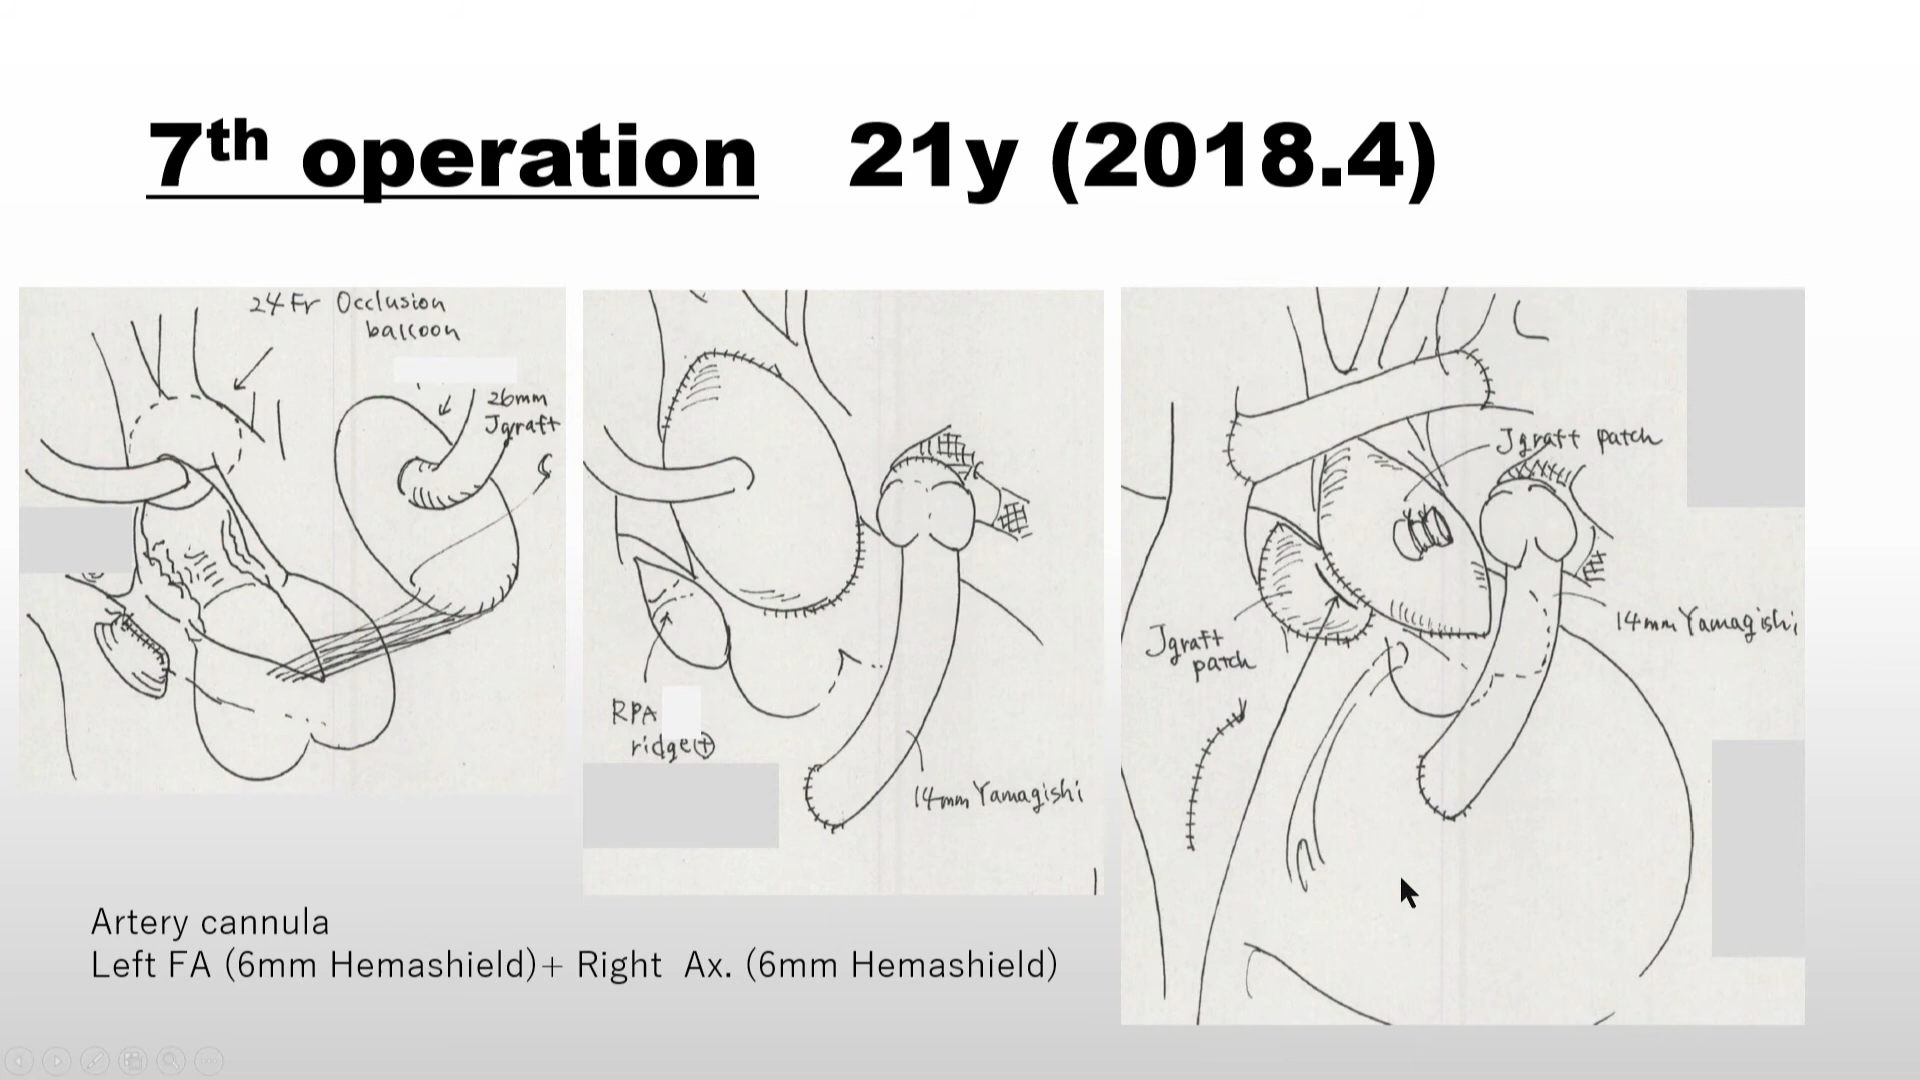 7th operation 21y (2018.4)
24Fr Occlusion
balloon
26mm
Jgraft
RPA
ridge⊕
14mm Yamagishi
Jgraft patch
Jgraft
patch
14mm Yamagishi
Artery cannula
Left FA (6mm Hemashield)+ Right Ax. (6mm Hemashield)